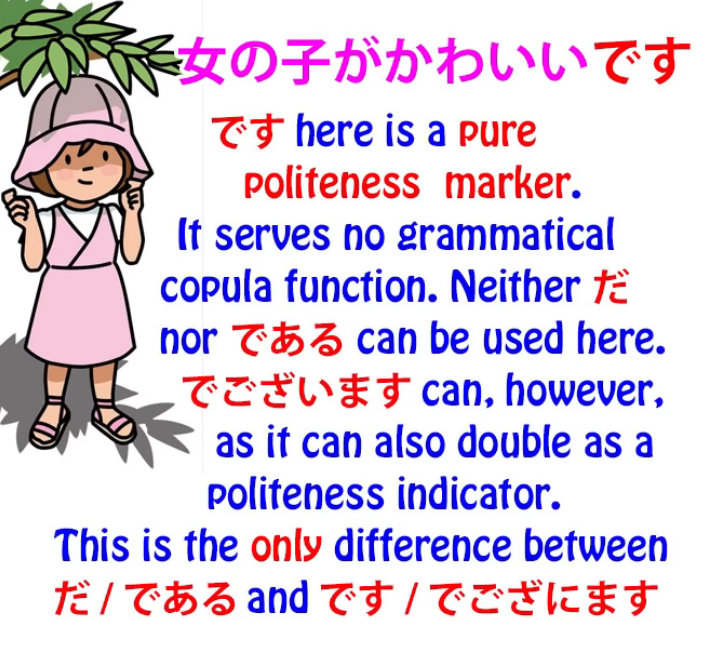 女の子がかわいいです
です here is a pure
politeness marker.
It serves no grammatical
copula function. Neither だ
nor である can be used here.
でございます can, however,
as it can also double as a
politeness indicator.
This is the only difference between
だ / である and です / でござにます